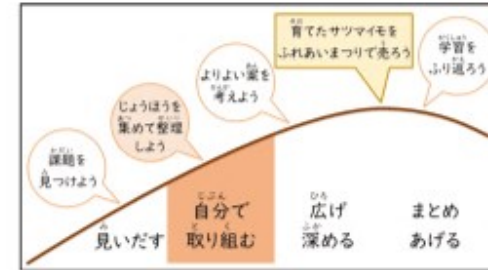 育てたサツマイモを
ふれあいまつりで売ろう
学習を
ふり返ろう
よりよい案を
考えよう
じょうほうを
集めて整理
しよう
課題を
見つけよう
見いだす
自分で
取り組む
広げ
深める
まとめ
あげる